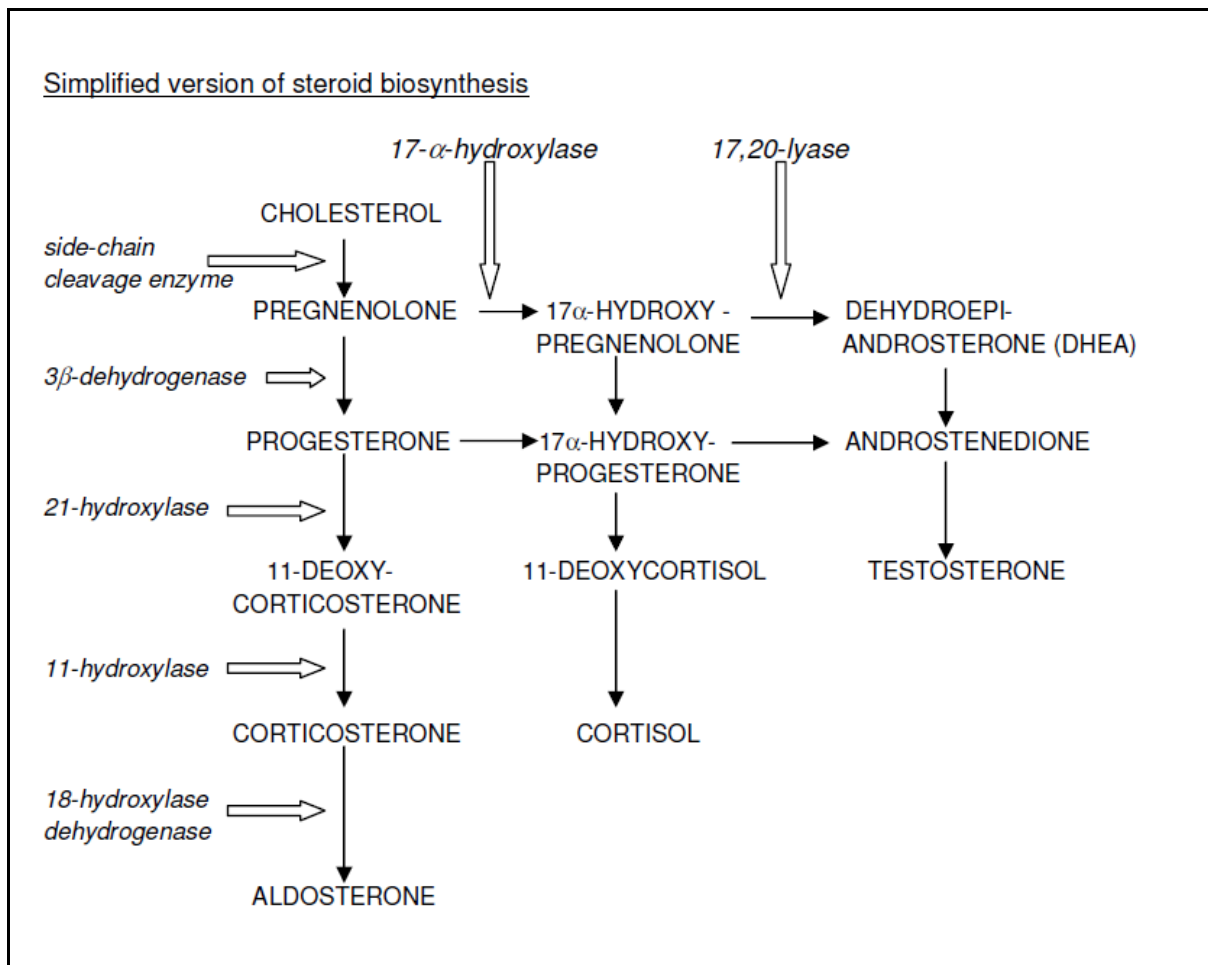 Simplified version of steroid biosynthesis
17-α-hydroxylase
17,20-lyase
CHOLESTEROL
side-chain
cleavage enzyme
PREGNENOLONE
17α-HYDROXY -
PREGNENOLONE
DEHYDROEPI-
ANDROSTERONE (DHEA)
3β-dehydrogenase
PROGESTERONE
17α-HYDROXY-
PROGESTERONE
ANDROSTENEDIONE
21-hydroxylase
11-DEOXY-
CORTICOSTERONE
11-DEOXYCORTISOL
TESTOSTERONE
11-hydroxylase
CORTICOSTERONE
CORTISOL
18-hydroxylase
dehydrogenase
ALDOSTERONE